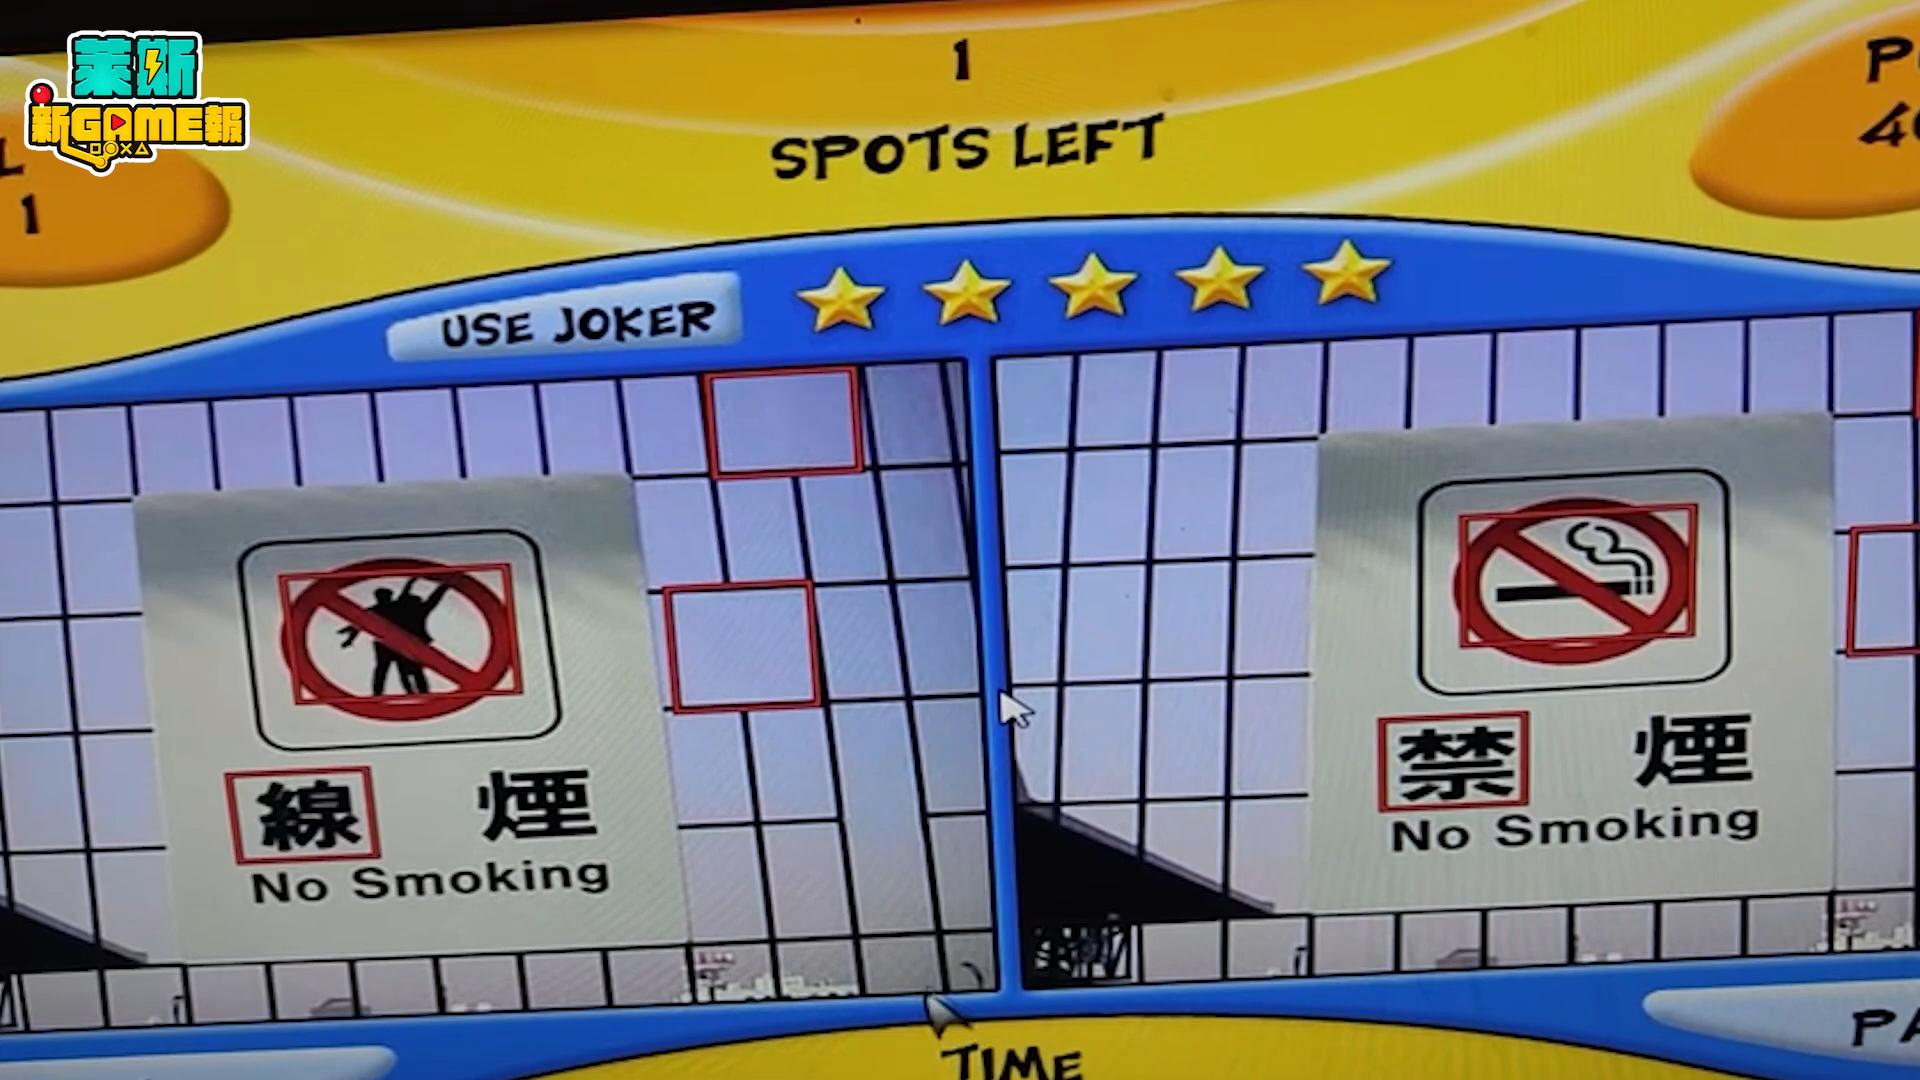 莱斯
新GAME報
1
SPOTS LEFT
1
USE JOKER
線 煙
No Smoking
禁 煙
No Smoking
TIME